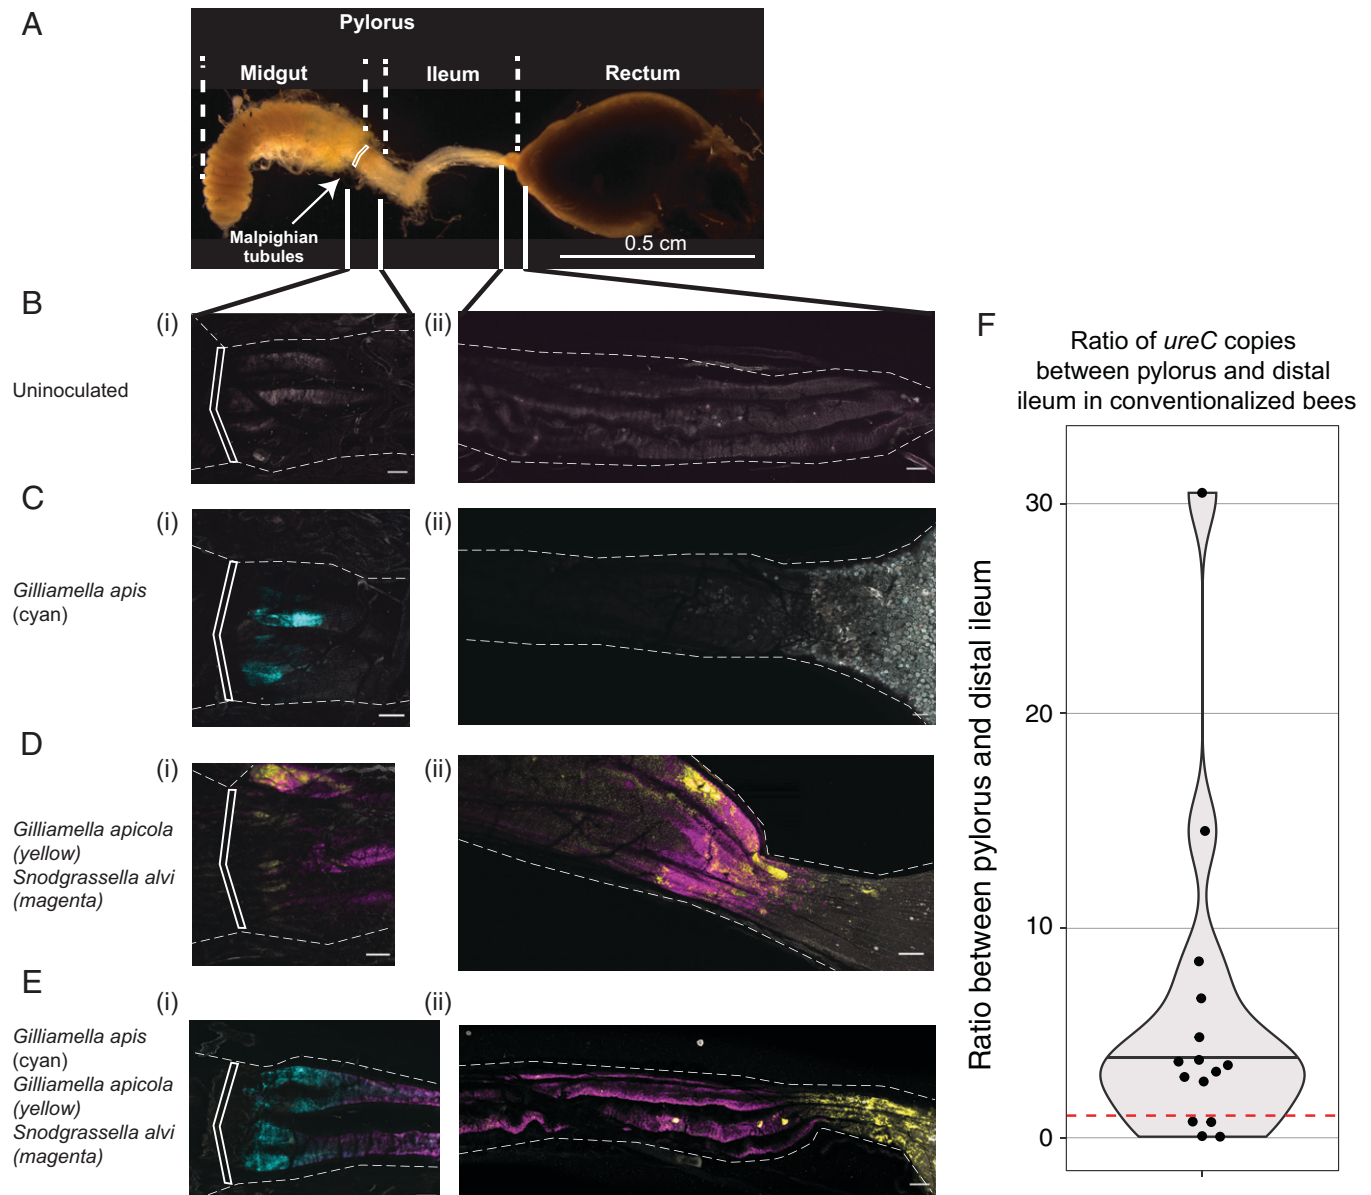 A
Pylorus
Midgut
Ileum
Rectum
Malpighian
tubules
0.5 cm
B
(i)
(ii)
Uninoculated
C
(i)
(ii)
Gilliamella apis
(cyan)
D
(i)
(ii)
Gilliamella apicola
(yellow)
Snodgrassella alvi
(magenta)
E
(i)
(ii)
Gilliamella apis
(cyan)
Gilliamella apicola
(yellow)
Snodgrassella alvi
(magenta)
F
Ratio of ureC copies
between pylorus and distal
ileum in conventionalized bees
Ratio between pylorus and distal ileum
30
20
10
0